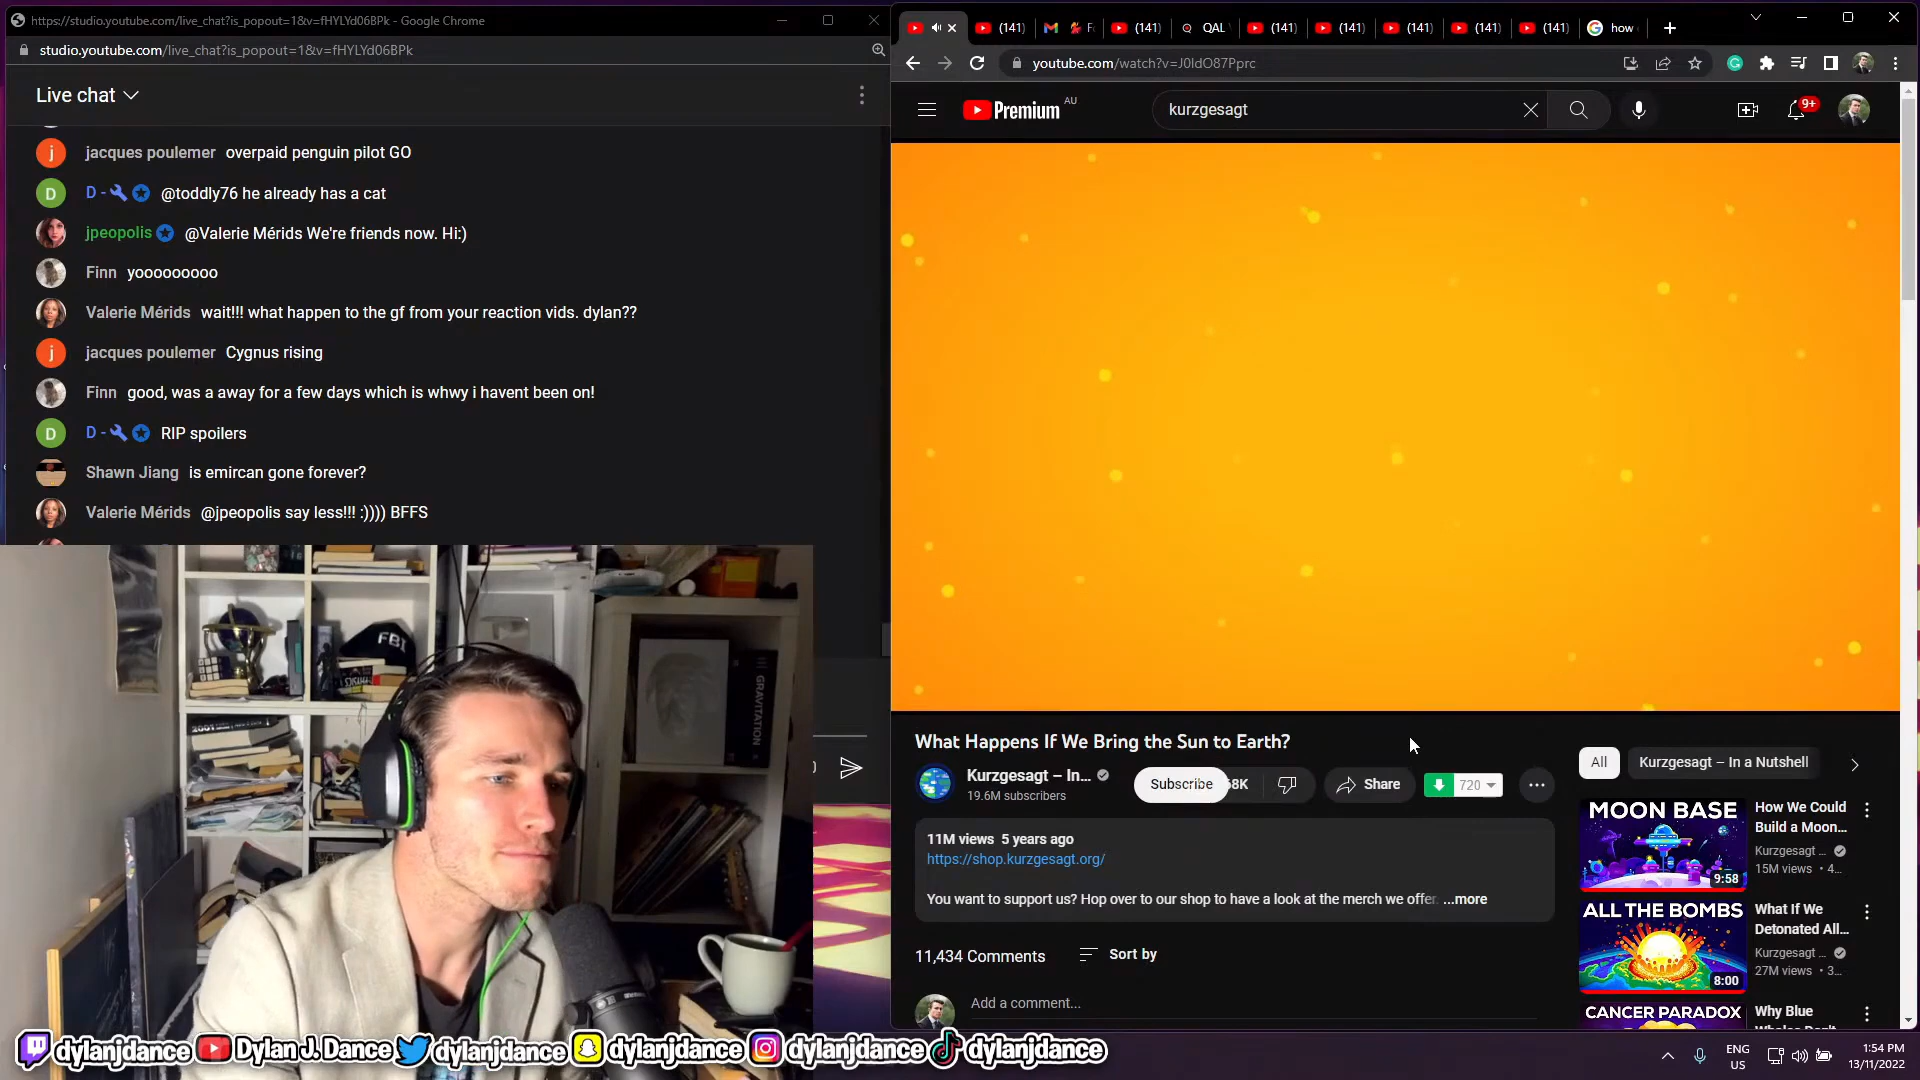 https://studio.youtube.com/live_chat?is_popout=1&v=fHYLYd06BPk - Google Chrome
studio.youtube.com/live_chat?is_popout=1&v=fHYLYd06BPk
Live chat
jacques poulemer overpaid penguin pilot GO
D - @toddly76 he already has a cat
jpeopolis @Valerie Mérids We're friends now. Hi:)
Finn yooooooooo
Valerie Mérids wait!!! what happen to the gf from your reaction vids. dylan??
jacques poulemer Cygnus rising
Finn good, was a away for a few days which is whwy i havent been on!
D - RIP spoilers
Shawn Jiang is emircan gone forever?
Valerie Mérids @jpeopolis say less!!! :)))) BFFS
FBI
2001
GRAVITATION
(141)
(141)
QAL
(141)
(141)
(141)
(141)
(141)
how
youtube.com/watch?v=J0ldO87Pprc
Premium
AU
kurzgesagt
9+
What Happens If We Bring the Sun to Earth?
Kurzgesagt – In...
19.6M subscribers
Subscribe
8K
Share
720
11M views 5 years ago
https://shop.kurzgesagt.org/
You want to support us? Hop over to our shop to have a look at the merch we offer. ...more
11,434 Comments
Sort by
Add a comment...
All
Kurzgesagt – In a Nutshell
MOON BASE
9:58
How We Could
Build a Moon...
Kurzgesagt ...
15M views • 4...
ALL THE BOMBS
8:00
What If We
Detonated All...
Kurzgesagt ...
27M views • 3...
CANCER PARADOX
Why Blue
Whales Don't
dylanjdance
Dylan J. Dance
dylanjdance
dylanjdance
dylanjdance
dylanjdance
ENG
US
1:54 PM
13/11/2022